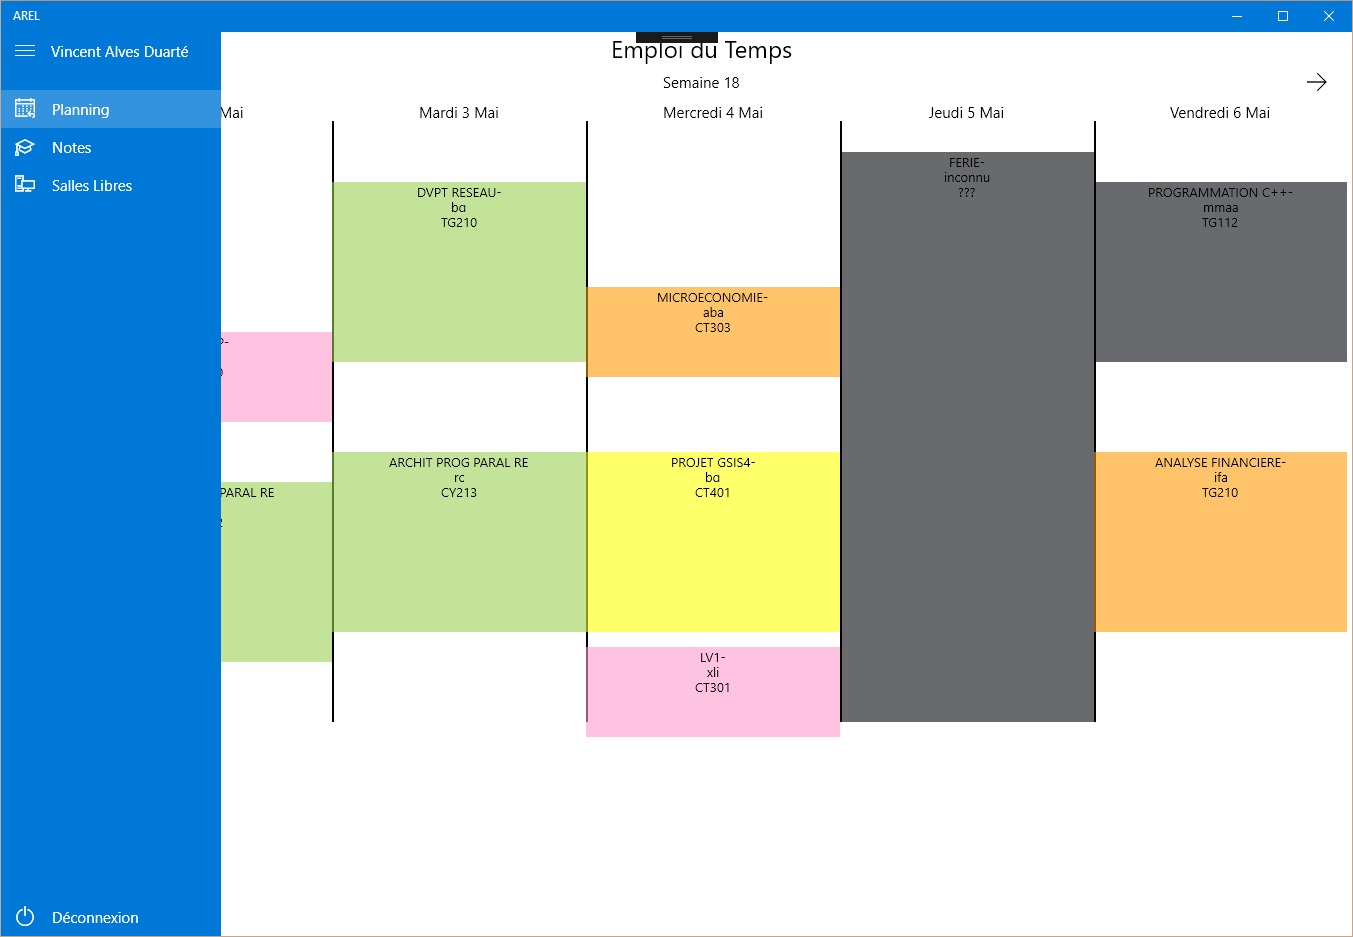 AREL
Vincent Alves Duarté
Planning
Notes
Salles Libres
Déconnexion
Emploi du Temps
Semaine 18
Mai
Mardi 3 Mai
Mercredi 4 Mai
Jeudi 5 Mai
Vendredi 6 Mai
PARAL RE
DVPT RESEAU-
ba
TG210
ARCHIT PROG PARAL RE
rc
CY213
MICROECONOMIE-
aba
CT303
PROJET GSIS4-
ba
CT401
LV1-
xli
CT301
FERIE-
inconnu
???
PROGRAMMATION C++-
mmaa
TG112
ANALYSE FINANCIERE-
ifa
TG210